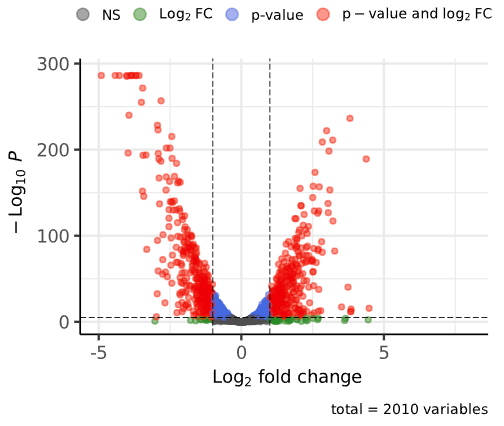 NS Log₂ FC p-value p − value and log₂ FC
300
200
100
0
− Log₁₀ P
-5 0 5
Log₂ fold change
total = 2010 variables